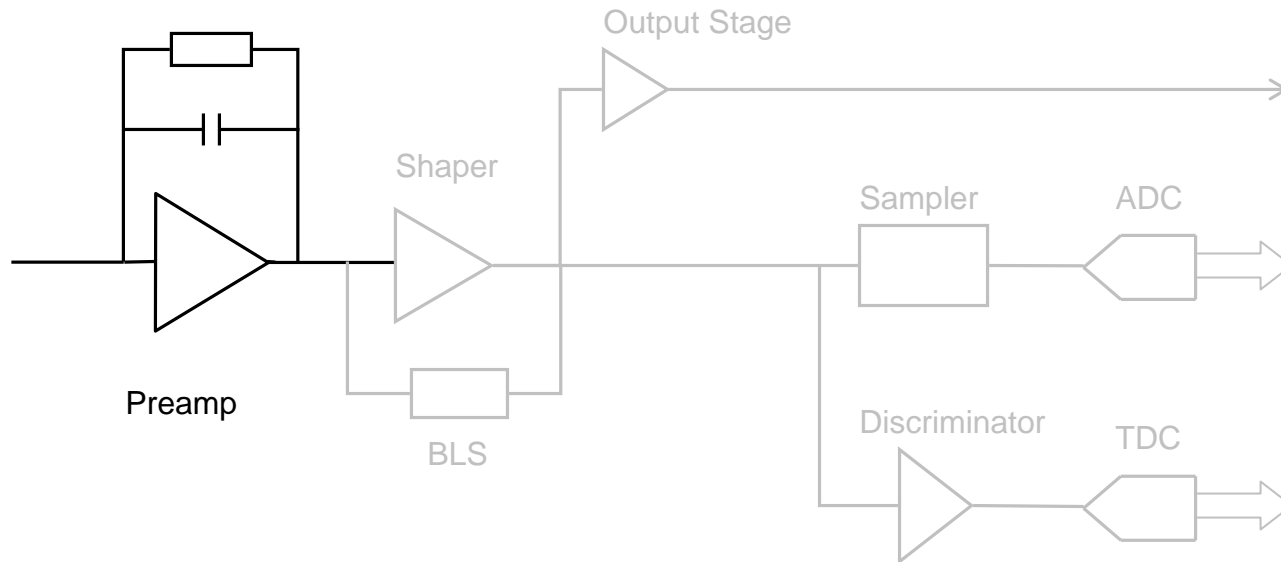 Output Stage
Shaper
Sampler
ADC
Preamp
BLS
Discriminator
TDC